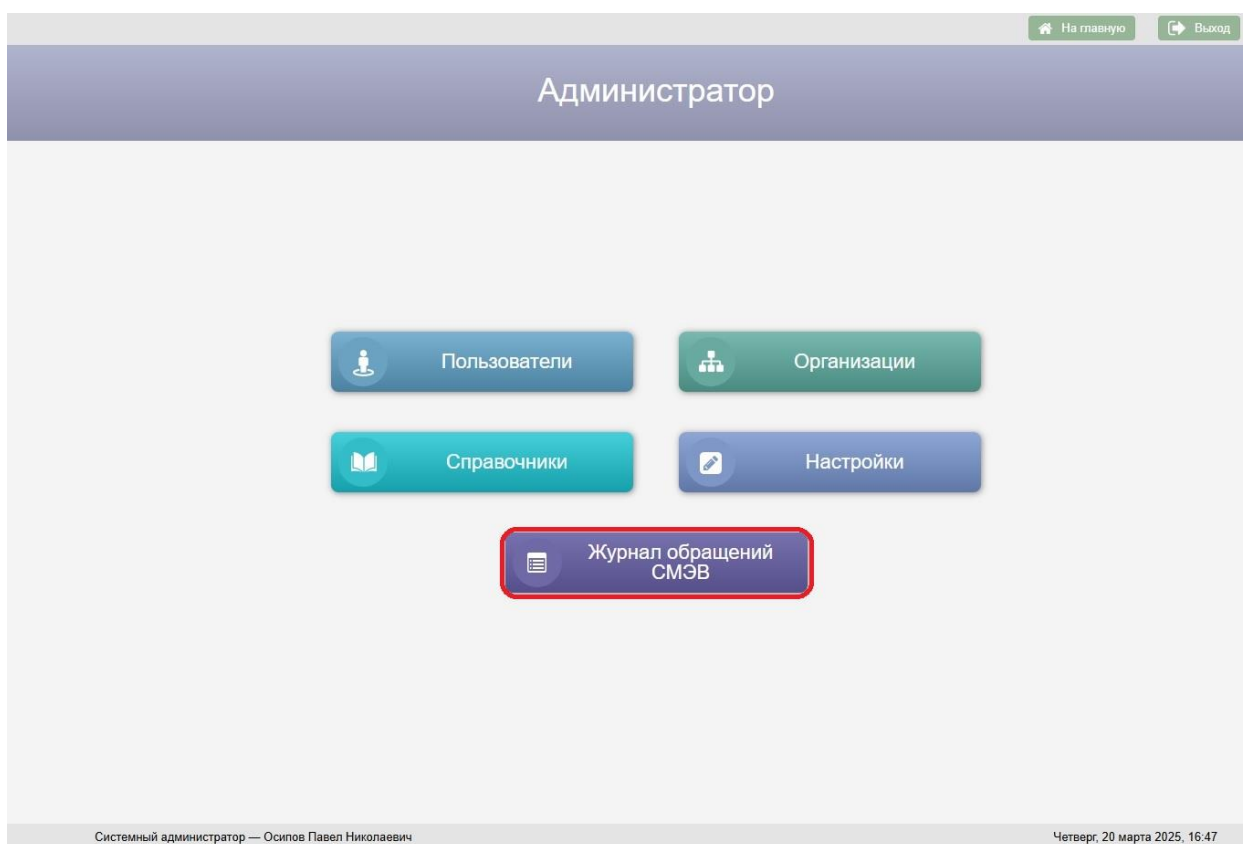 На главную
Выход
Администратор
Пользователи
Организации
Справочники
Настройки
Журнал обращений
СМЭВ
Системный администратор — Осипов Павел Николаевич
Четверг, 20 марта 2025, 16:47